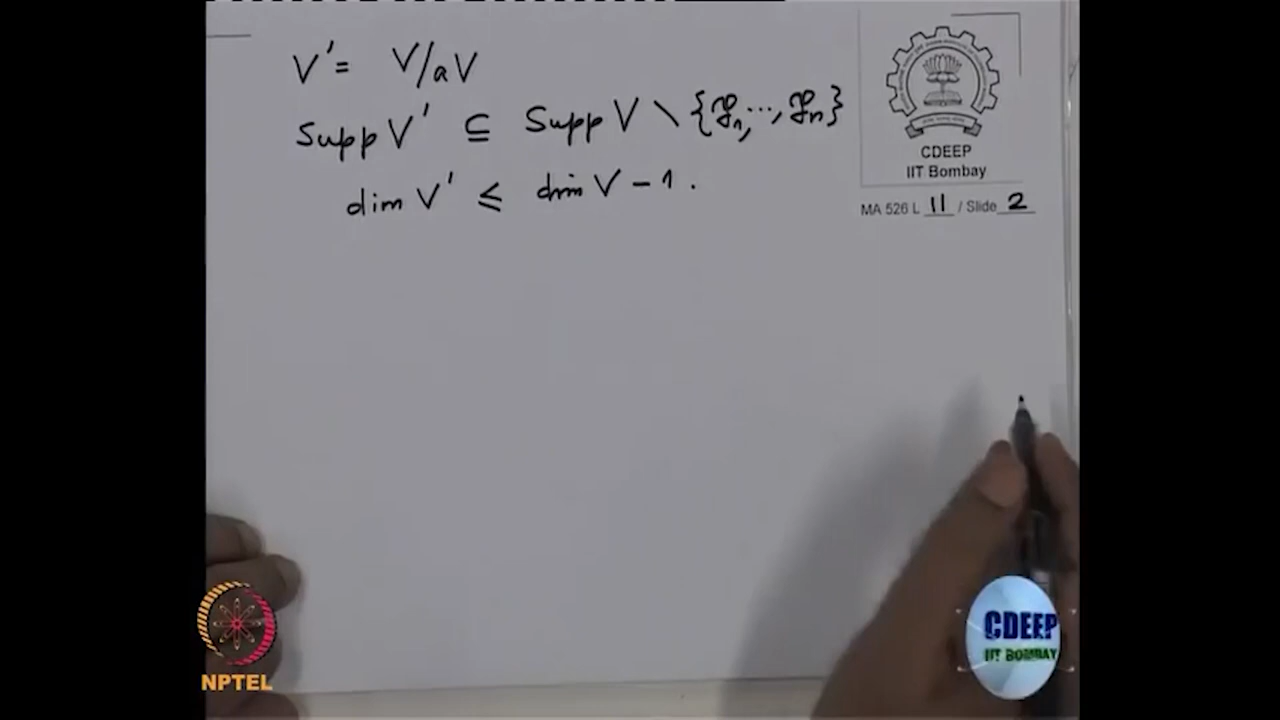 V' = V/aV
Supp V' ⊆ Supp V \ {𝔭₁, ⋯, 𝔭ₙ}
dim V' ≤ dim V − 1.
CDEEP
IIT Bombay
MA 526 L 11 / Slide 2
NPTEL
CDEEP
IIT BOMBAY